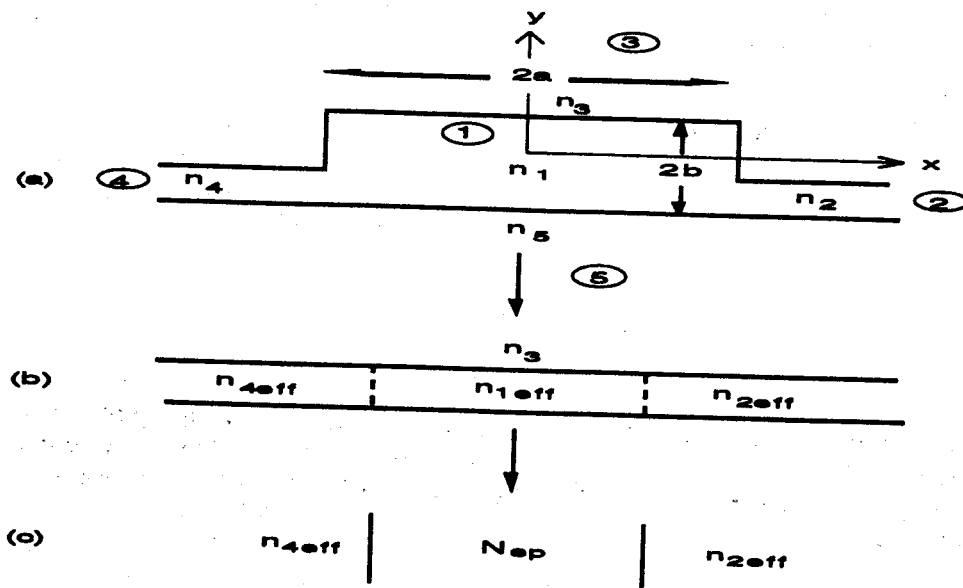 y
③
2a
n3
①
(a) ④ n4 n1 2b x
n2 ②
n5
⑤
n3
(b) n4eff n1eff n2eff
(c) n4eff Nep n2eff